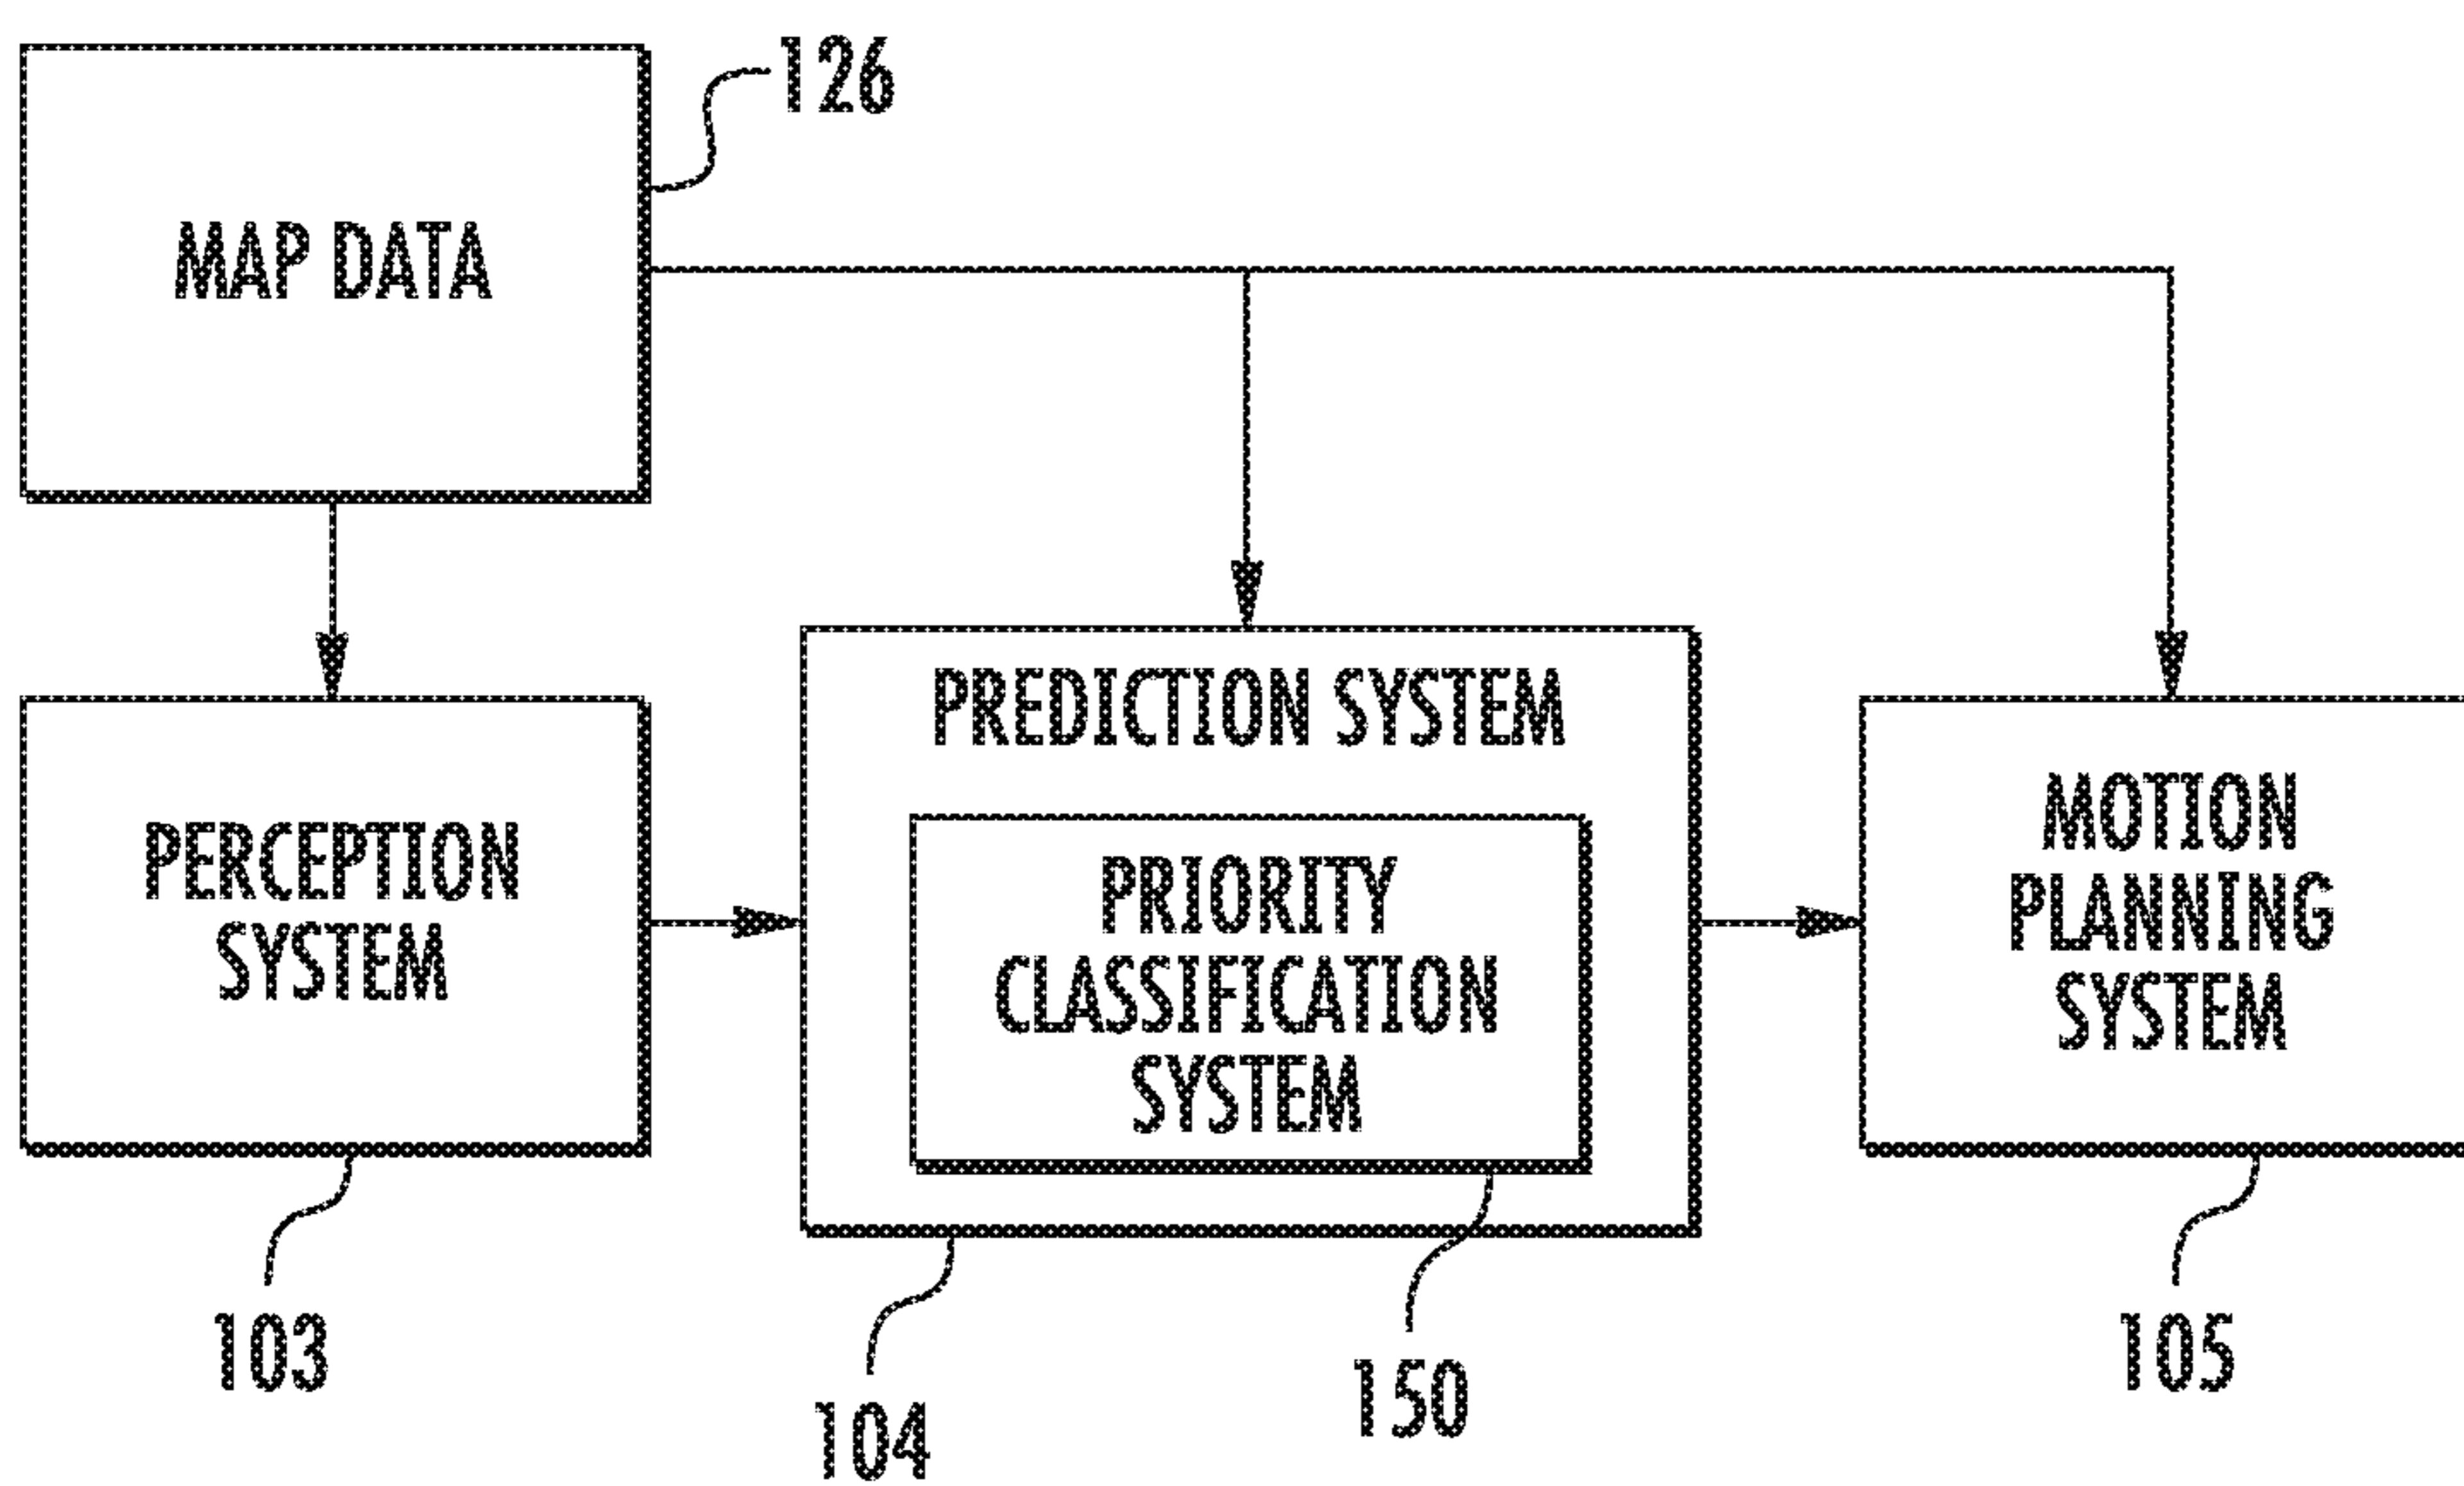 126
MAP DATA
PREDICTION SYSTEM
PERCEPTION
SYSTEM
PRIORITY
CLASSIFICATION
SYSTEM
MOTION
PLANNING
SYSTEM
103
104
150
105